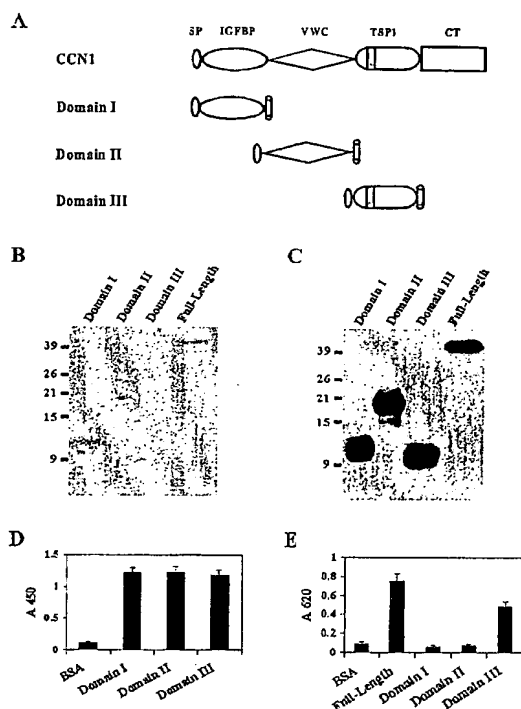 A
SP IGFBP VWC TSP1 CT
CCN1
Domain I
Domain II
Domain III
B
Domain I Domain II Domain III Full-Length
39
26
21
15
9
C
Domain I Domain II Domain III Full-Length
39
26
21
15
9
D
A 450
1.5
1
0.5
0
BSA Domain I Domain II Domain III
E
A 620
1
0.8
0.6
0.4
0.2
0
BSA Full-Length Domain I Domain II Domain III